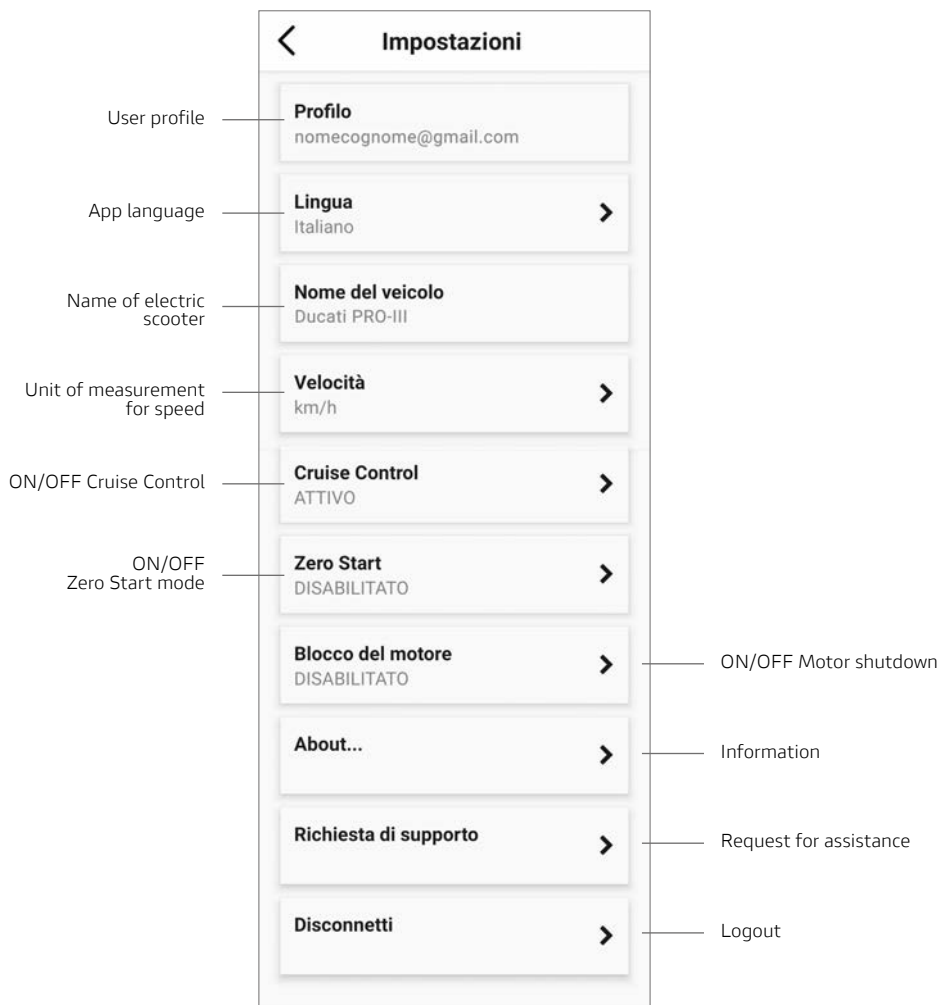 Impostazioni
User profile
Profilo
nomecognome@gmail.com
App language
Lingua
Italiano
Name of electric
scooter
Nome del veicolo
Ducati PRO-III
Unit of measurement
for speed
Velocità
km/h
ON/OFF Cruise Control
Cruise Control
ATTIVO
ON/OFF
Zero Start mode
Zero Start
DISABILITATO
Blocco del motore
DISABILITATO
ON/OFF Motor shutdown
About...
Information
Richiesta di supporto
Request for assistance
Disconnetti
Logout